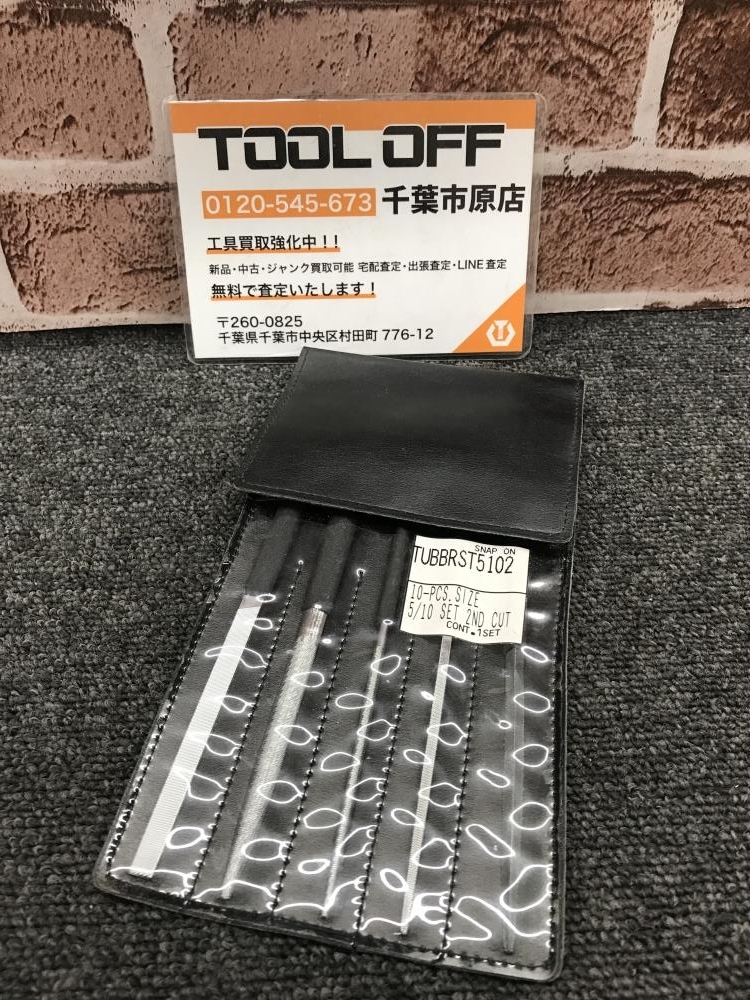 TOOL OFF
0120-545-673 千葉市原店
工具買取強化中！！
新品・中古・ジャンク買取可能 宅配査定・出張査定・LINE査定
無料で査定いたします！
〒260-0825
千葉県千葉市中央区村田町 776-12
SNAP ON
TUBBRST5102
10-PCS.SIZE
5/10 SET 2ND CUT
CONT.1SET